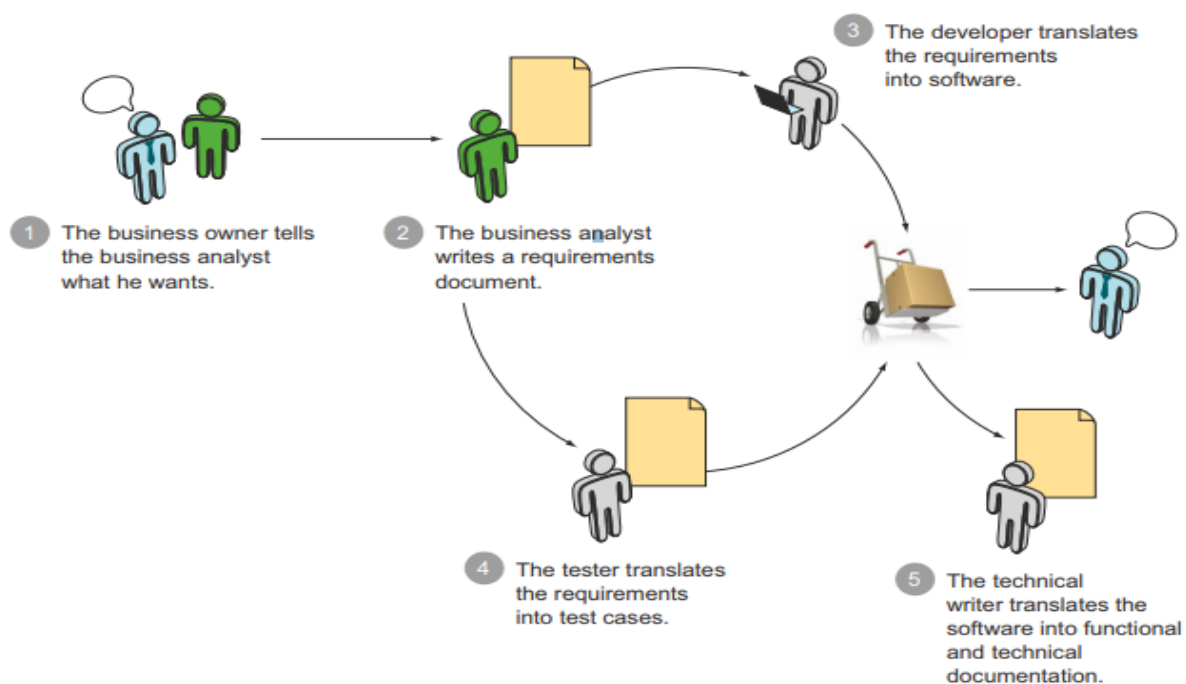 1
The business owner tells
the business analyst
what he wants.
2
The business analyst
writes a requirements
document.
3
The developer translates
the requirements
into software.
4
The tester translates
the requirements
into test cases.
5
The technical
writer translates the
software into functional
and technical
documentation.